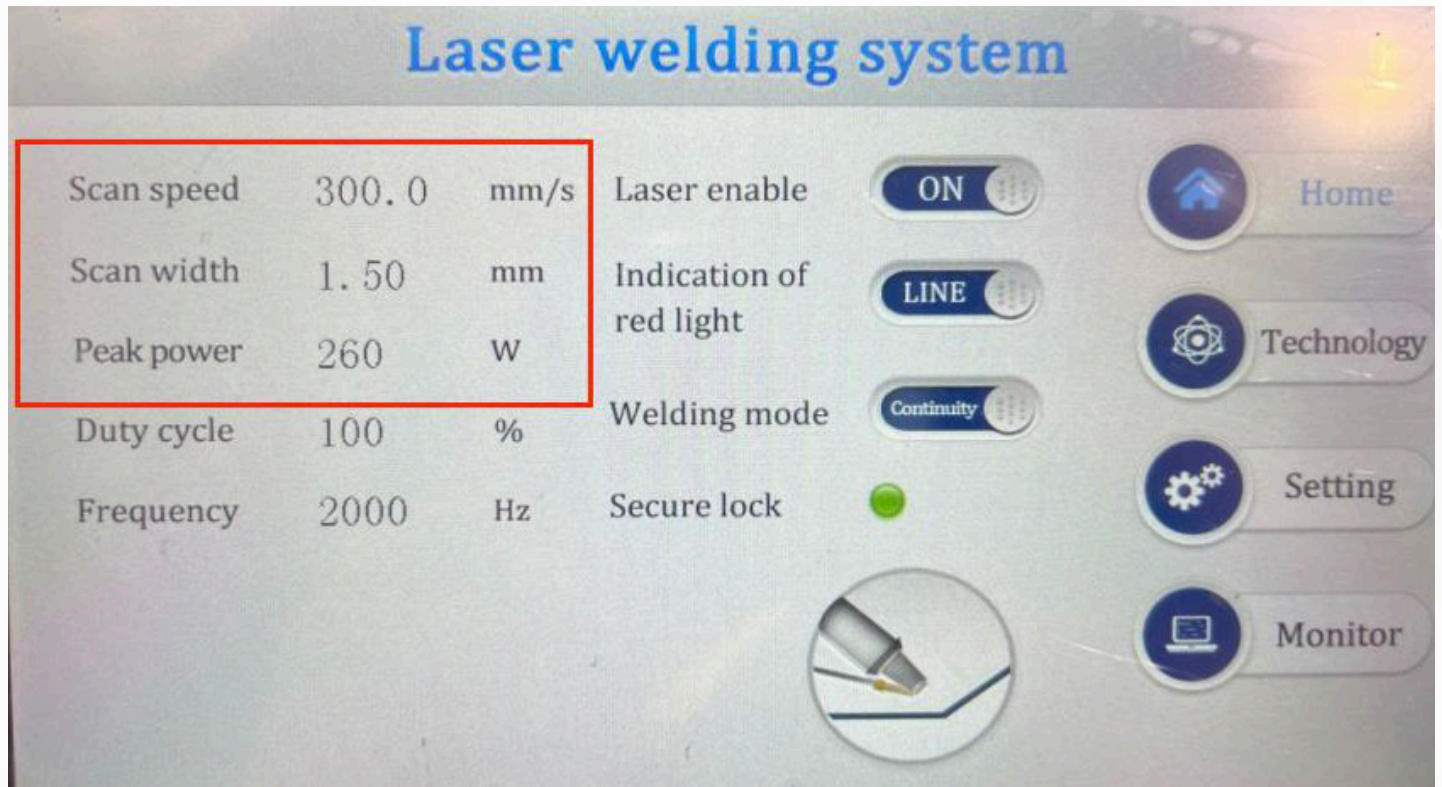 Laser welding system
Scan speed 300.0 mm/s
Scan width 1.50 mm
Peak power 260 W
Duty cycle 100 %
Frequency 2000 Hz
Laser enable ON
Indication of
red light LINE
Welding mode Continuity
Secure lock
Home
Technology
Setting
Monitor